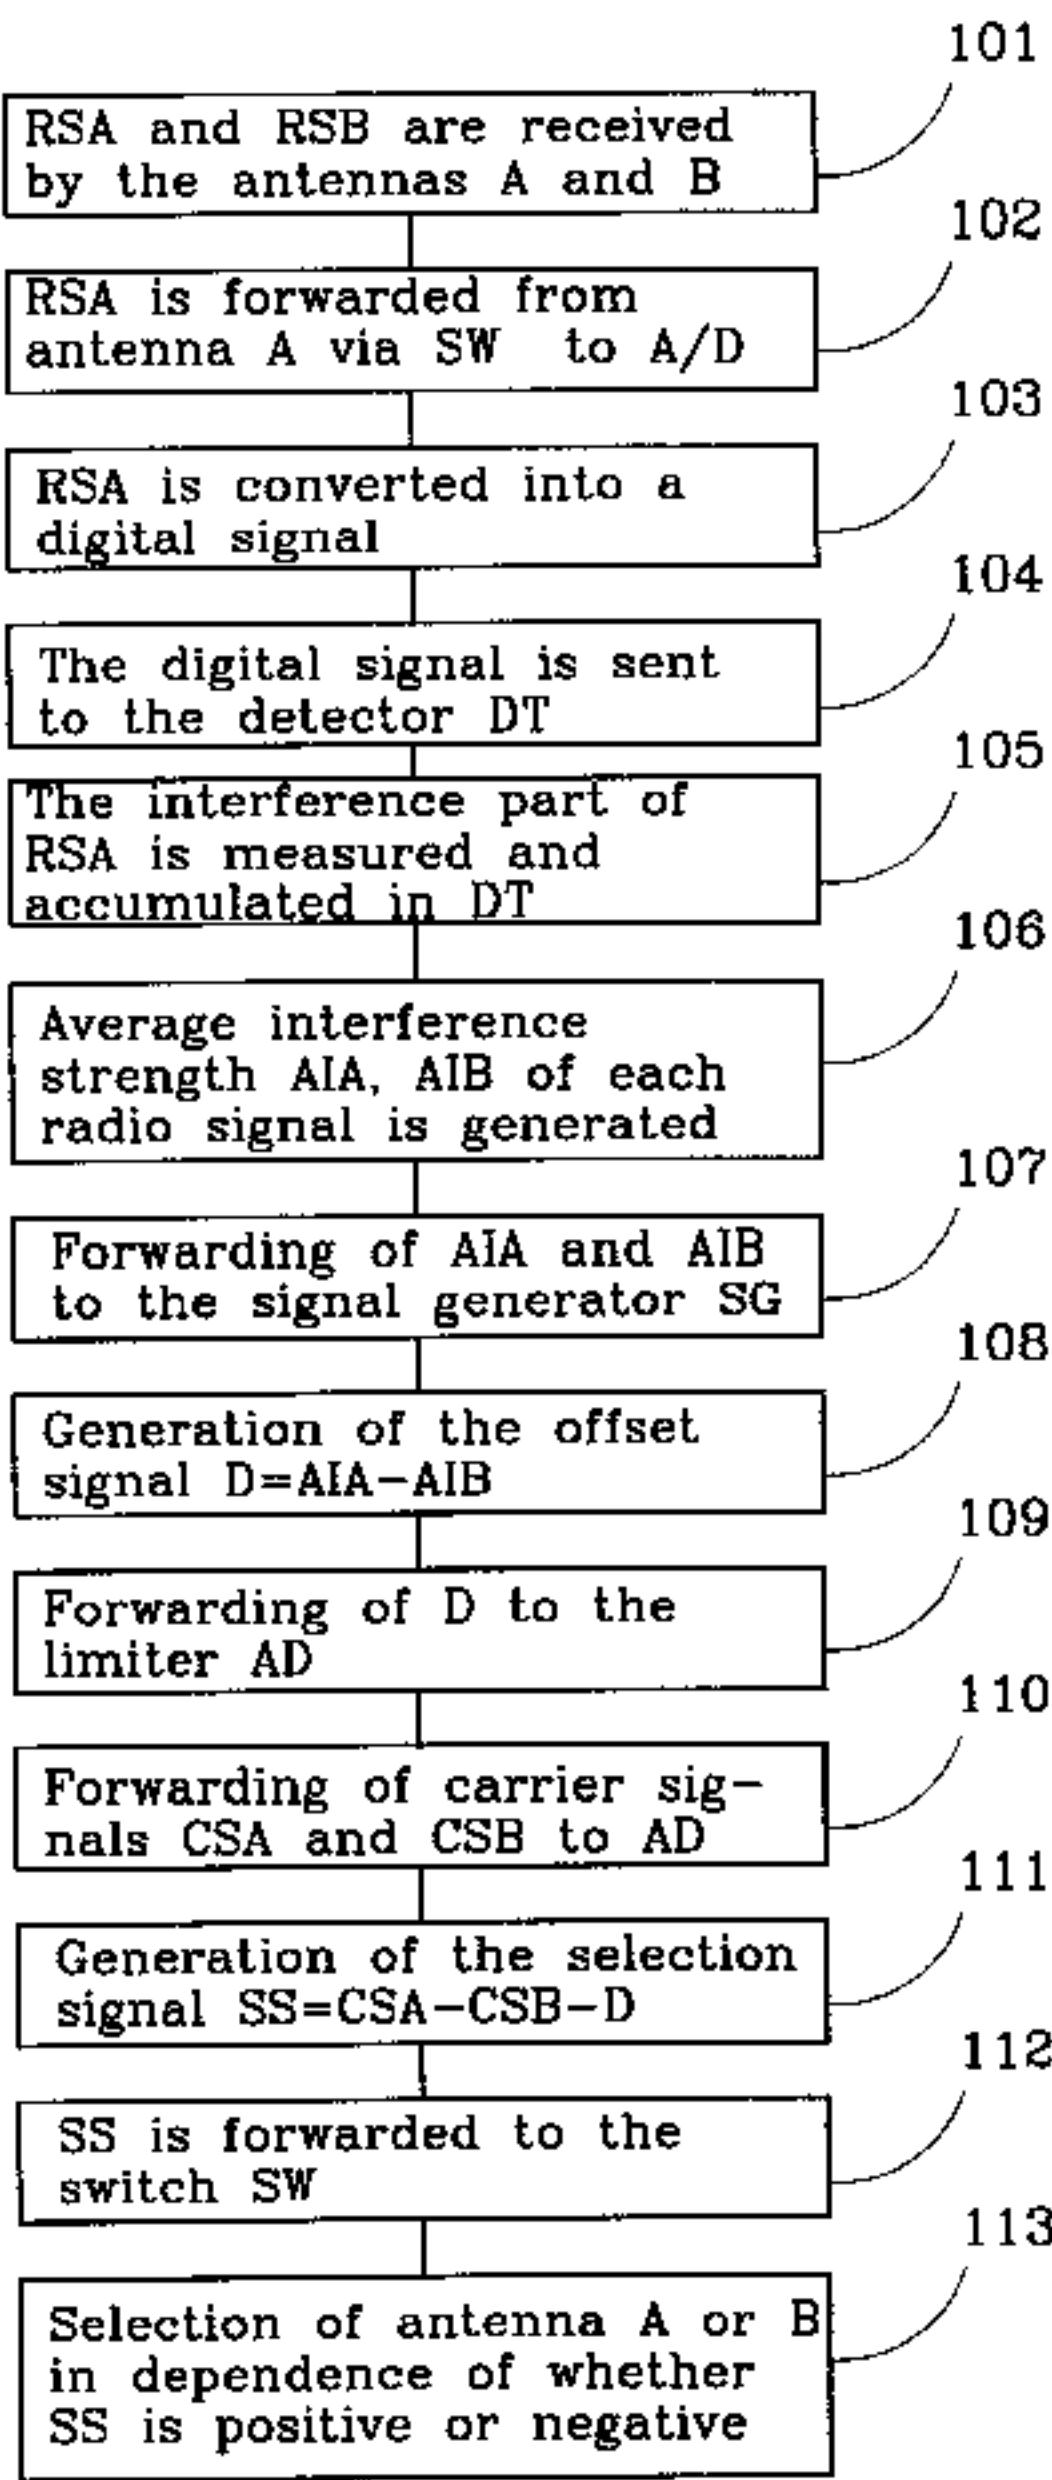 101
RSA and RSB are received
by the antennas A and B
102
RSA is forwarded from
antenna A via SW to A/D
103
RSA is converted into a
digital signal
104
The digital signal is sent
to the detector DT
105
The interference part of
RSA is measured and
accumulated in DT
106
Average interference
strength AIA, AIB of each
radio signal is generated
107
Forwarding of AIA and AIB
to the signal generator SG
108
Generation of the offset
signal D=AIA-AIB
109
Forwarding of D to the
limiter AD
110
Forwarding of carrier sig-
nals CSA and CSB to AD
111
Generation of the selection
signal SS=CSA-CSB-D
112
SS is forwarded to the
switch SW
113
Selection of antenna A or B
in dependence of whether
SS is positive or negative